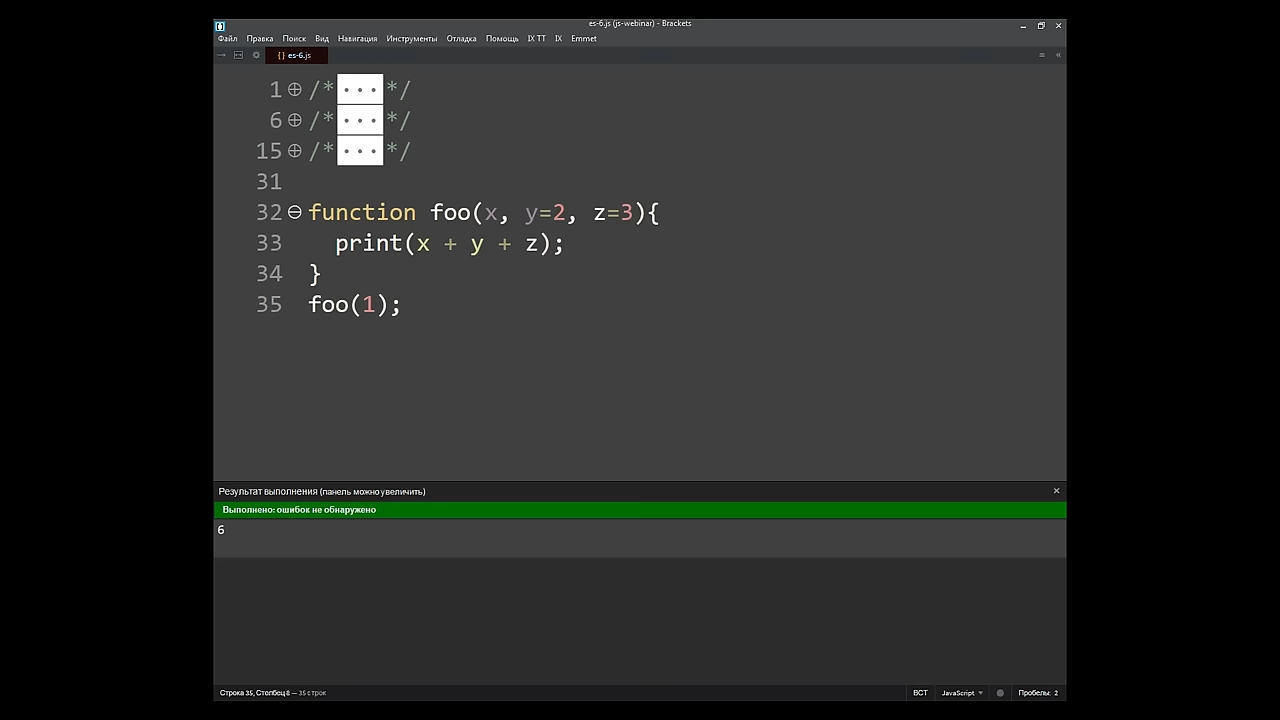 es-6.js (js-webinar) - Brackets
Файл Правка Поиск Вид Навигация Инструменты Отладка Помощь IX TT IX Emmet
{} es-6.js
1 /*...*/
6 /*...*/
15 /*...*/
31
32 function foo(x, y=2, z=3){
33 print(x + y + z);
34 }
35 foo(1);
Результат выполнения (панель можно увеличить)
Выполнено: ошибок не обнаружено
6
Строка 35, Столбец 8 — 35 строк ВСТ JavaScript Пробелы: 2